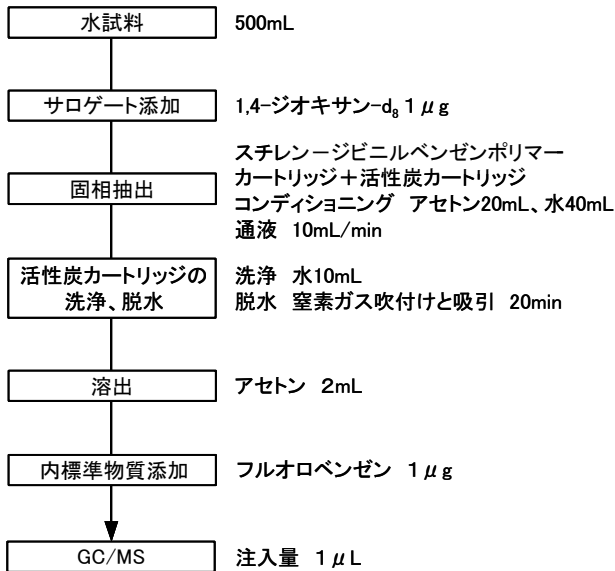 水試料 500mL
サロゲート添加 1,4-ジオキサン-d8 1μg
スチレンージビニルベンゼンポリマー
固相抽出 カートリッジ+活性炭カートリッジ
コンディショニング アセトン20mL、水40mL
通液 10mL/min
活性炭カートリッジの 洗浄 水10mL
洗浄、脱水 脱水 窒素ガス吹付けと吸引 20min
溶出 アセトン 2mL
内標準物質添加 フルオロベンゼン 1μg
GC/MS 注入量 1μL